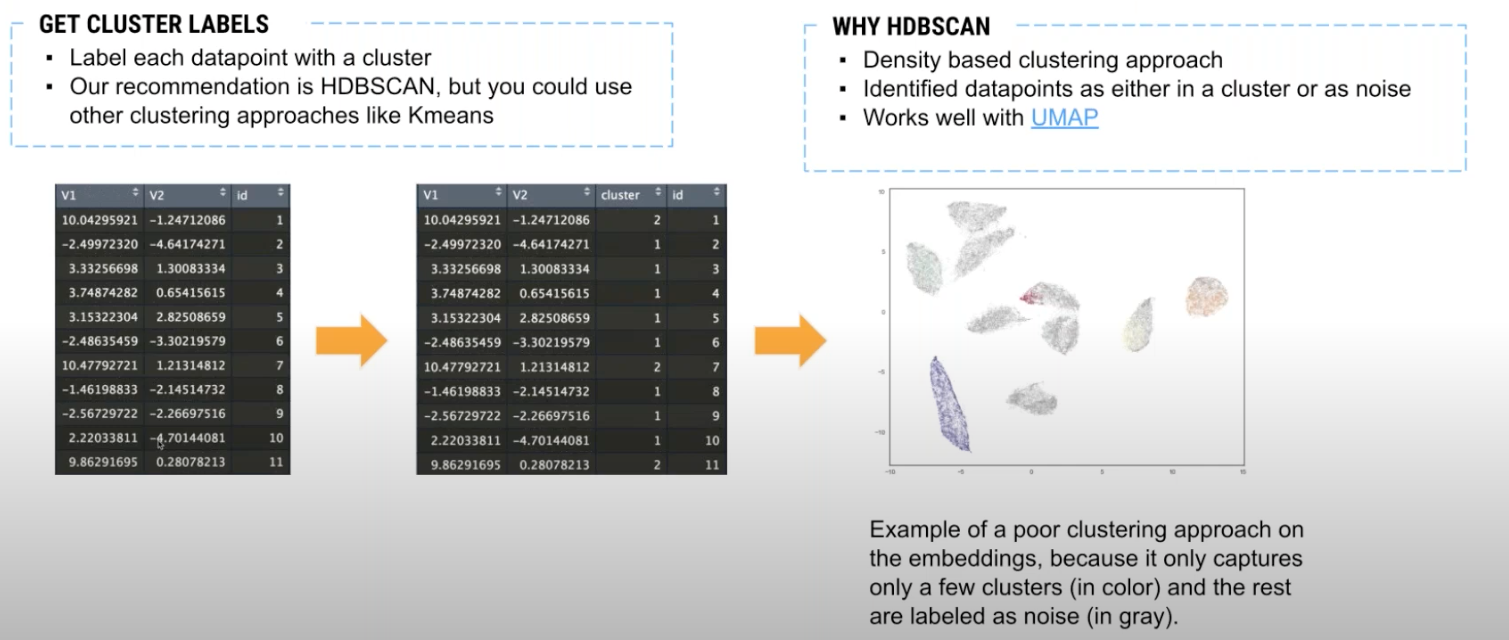 GET CLUSTER LABELS
▪ Label each datapoint with a cluster
▪ Our recommendation is HDBSCAN, but you could use
other clustering approaches like Kmeans
WHY HDBSCAN
▪ Density based clustering approach
▪ Identified datapoints as either in a cluster or as noise
▪ Works well with UMAP
V1 V2 id
10.04295921 −1.24712086 1
−2.49972320 −4.64174271 2
3.33256698 1.30083334 3
3.74874282 0.65415615 4
3.15322304 2.82508659 5
−2.48635459 −3.30219579 6
10.47792721 1.21314812 7
−1.46198833 −2.14514732 8
−2.56729722 −2.26697516 9
2.22033811 −4.70144081 10
9.86291695 0.28078213 11
V1 V2 cluster id
10.04295921 −1.24712086 2 1
−2.49972320 −4.64174271 1 2
3.33256698 1.30083334 1 3
3.74874282 0.65415615 1 4
3.15322304 2.82508659 1 5
−2.48635459 −3.30219579 1 6
10.47792721 1.21314812 2 7
−1.46198833 −2.14514732 1 8
−2.56729722 −2.26697516 1 9
2.22033811 −4.70144081 1 10
9.86291695 0.28078213 2 11
10
5
0
−5
−10
−10 −5 0 5 10 15
Example of a poor clustering approach on
the embeddings, because it only captures
only a few clusters (in color) and the rest
are labeled as noise (in gray).